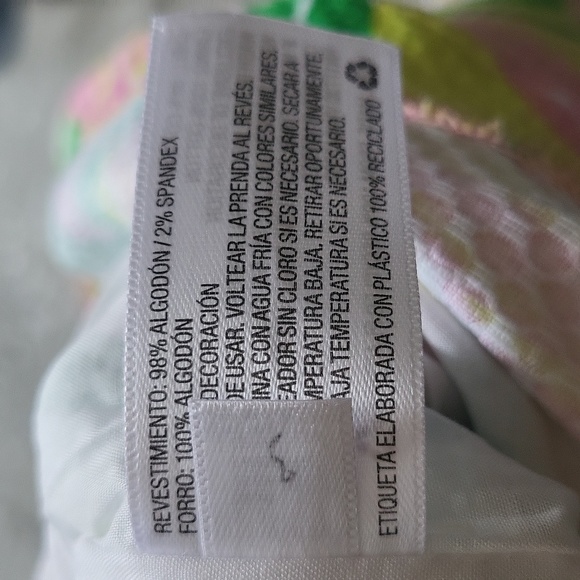 REVESTIMIENTO: 98% ALGODÓN / 2% SPANDEX
FORRO: 100% ALGODÓN
DECORACIÓN
DE USAR. VOLTEAR LA PRENDA AL REVÉS.
INA CON AGUA FRÍA CON COLORES SIMILARES.
EADOR SIN CLORO SI ES NECESARIO. SECAR A
MPERATURA BAJA. RETIRAR OPORTUNAMENTE.
AJA TEMPERATURA SI ES NECESARIO.
ETIQUETA ELABORADA CON PLÁSTICO 100% RECICLADO